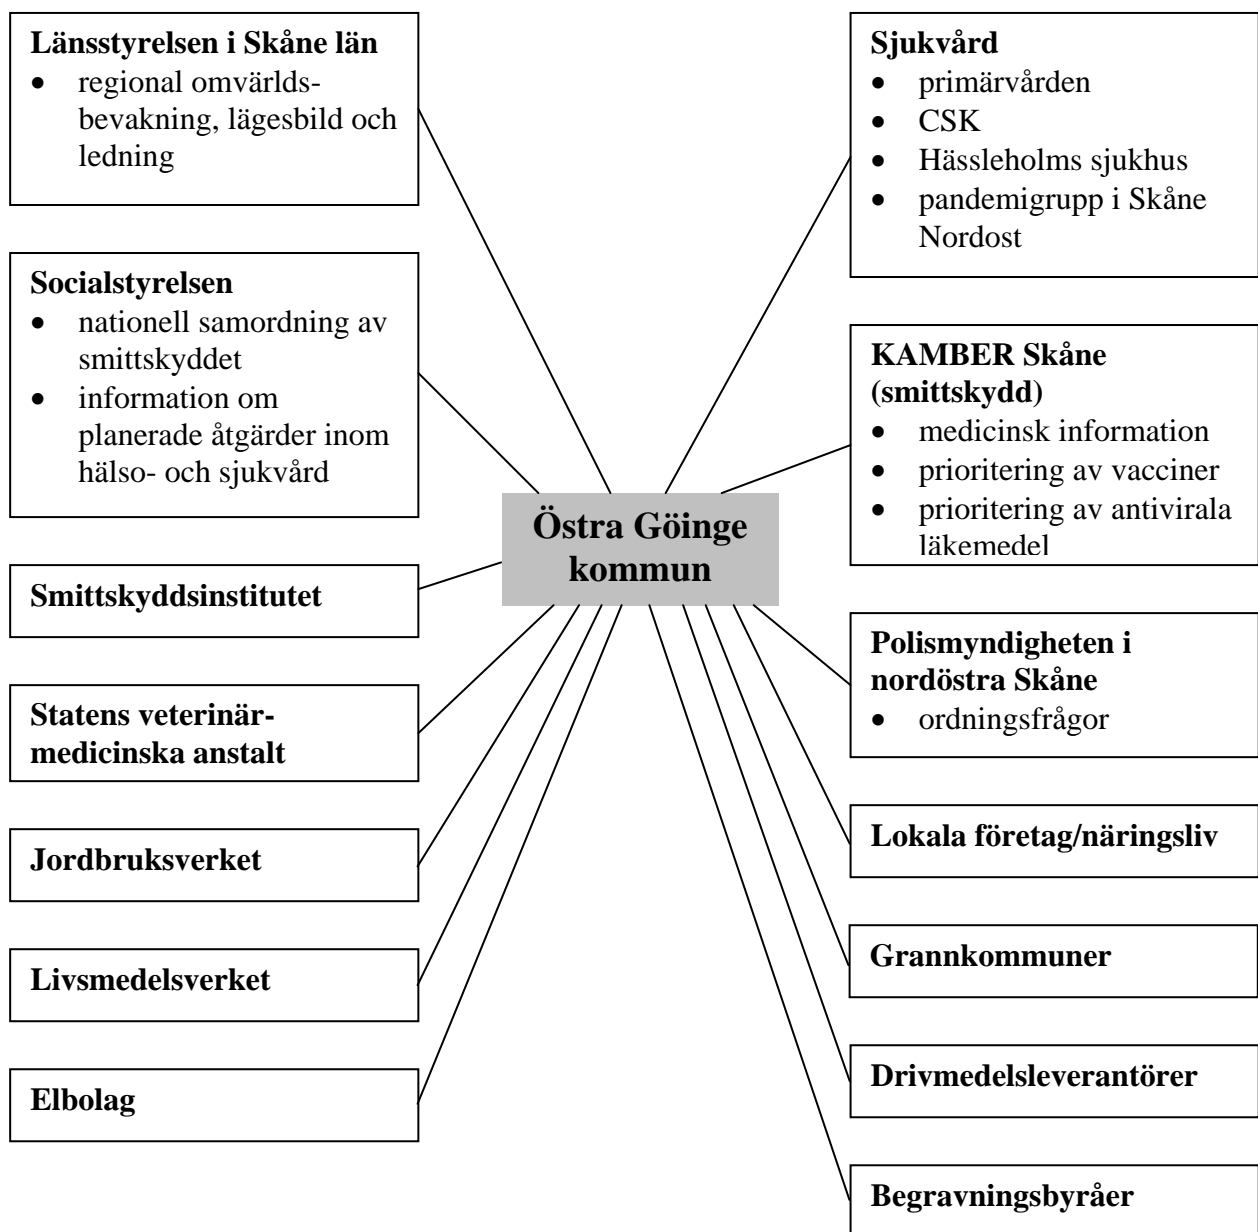 Länsstyrelsen i Skåne län
• regional omvärlds-
bevakning, lägesbild och
ledning
Socialstyrelsen
• nationell samordning av
smittskyddet
• information om
planerade åtgärder inom
hälso- och sjukvård
Smittskyddsinstitutet
Statens veterinär-
medicinska anstalt
Jordbruksverket
Livsmedelsverket
Elbolag
Östra Göinge
kommun
Sjukvård
• primärvården
• CSK
• Hässleholms sjukhus
• pandemigrupp i Skåne
Nordost
KAMBER Skåne
(smittskydd)
• medicinsk information
• prioritering av vacciner
• prioritering av antivirala
läkemedel
Polismyndigheten i
nordöstra Skåne
• ordningsfrågor
Lokala företag/näringsliv
Grannkommuner
Drivmedelsleverantörer
Begravningsbyråer